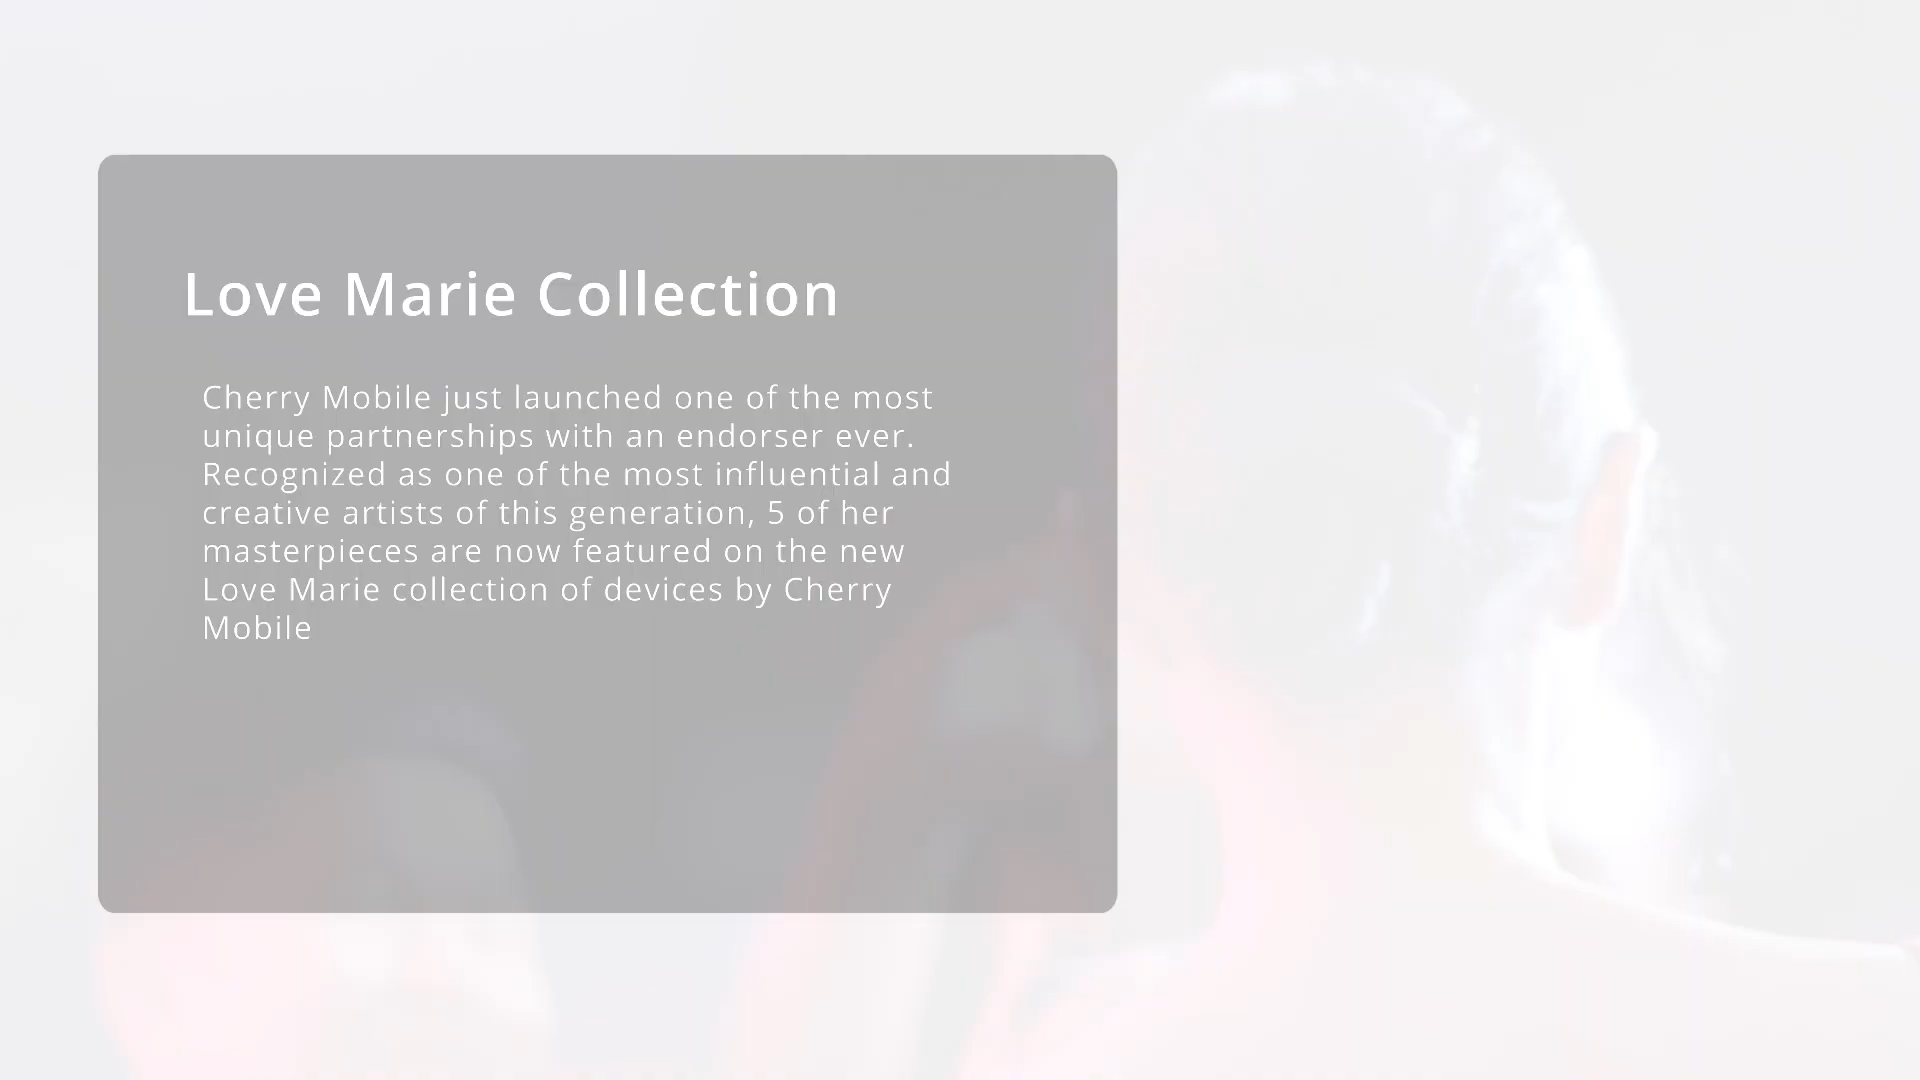 Love Marie Collection
Cherry Mobile just launched one of the most
unique partnerships with an endorser ever.
Recognized as one of the most influential and
creative artists of this generation, 5 of her
masterpieces are now featured on the new
Love Marie collection of devices by Cherry
Mobile